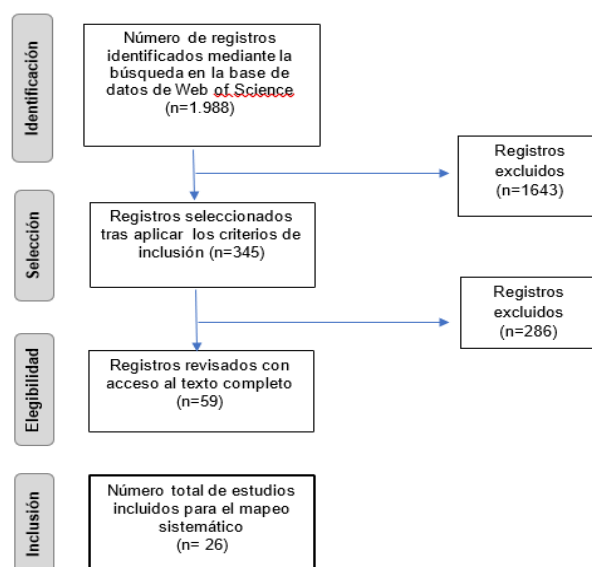 Identificación
Número de registros
identificados mediante la
búsqueda en la base de
datos de Web of Science
(n=1.988)
Registros
excluidos
(n=1643)
Selección
Registros seleccionados
tras aplicar los criterios de
inclusión (n=345)
Registros
excluidos
(n=286)
Elegibilidad
Registros revisados con
acceso al texto completo
(n=59)
Inclusión
Número total de estudios
incluidos para el mapeo
sistemático
(n= 26)